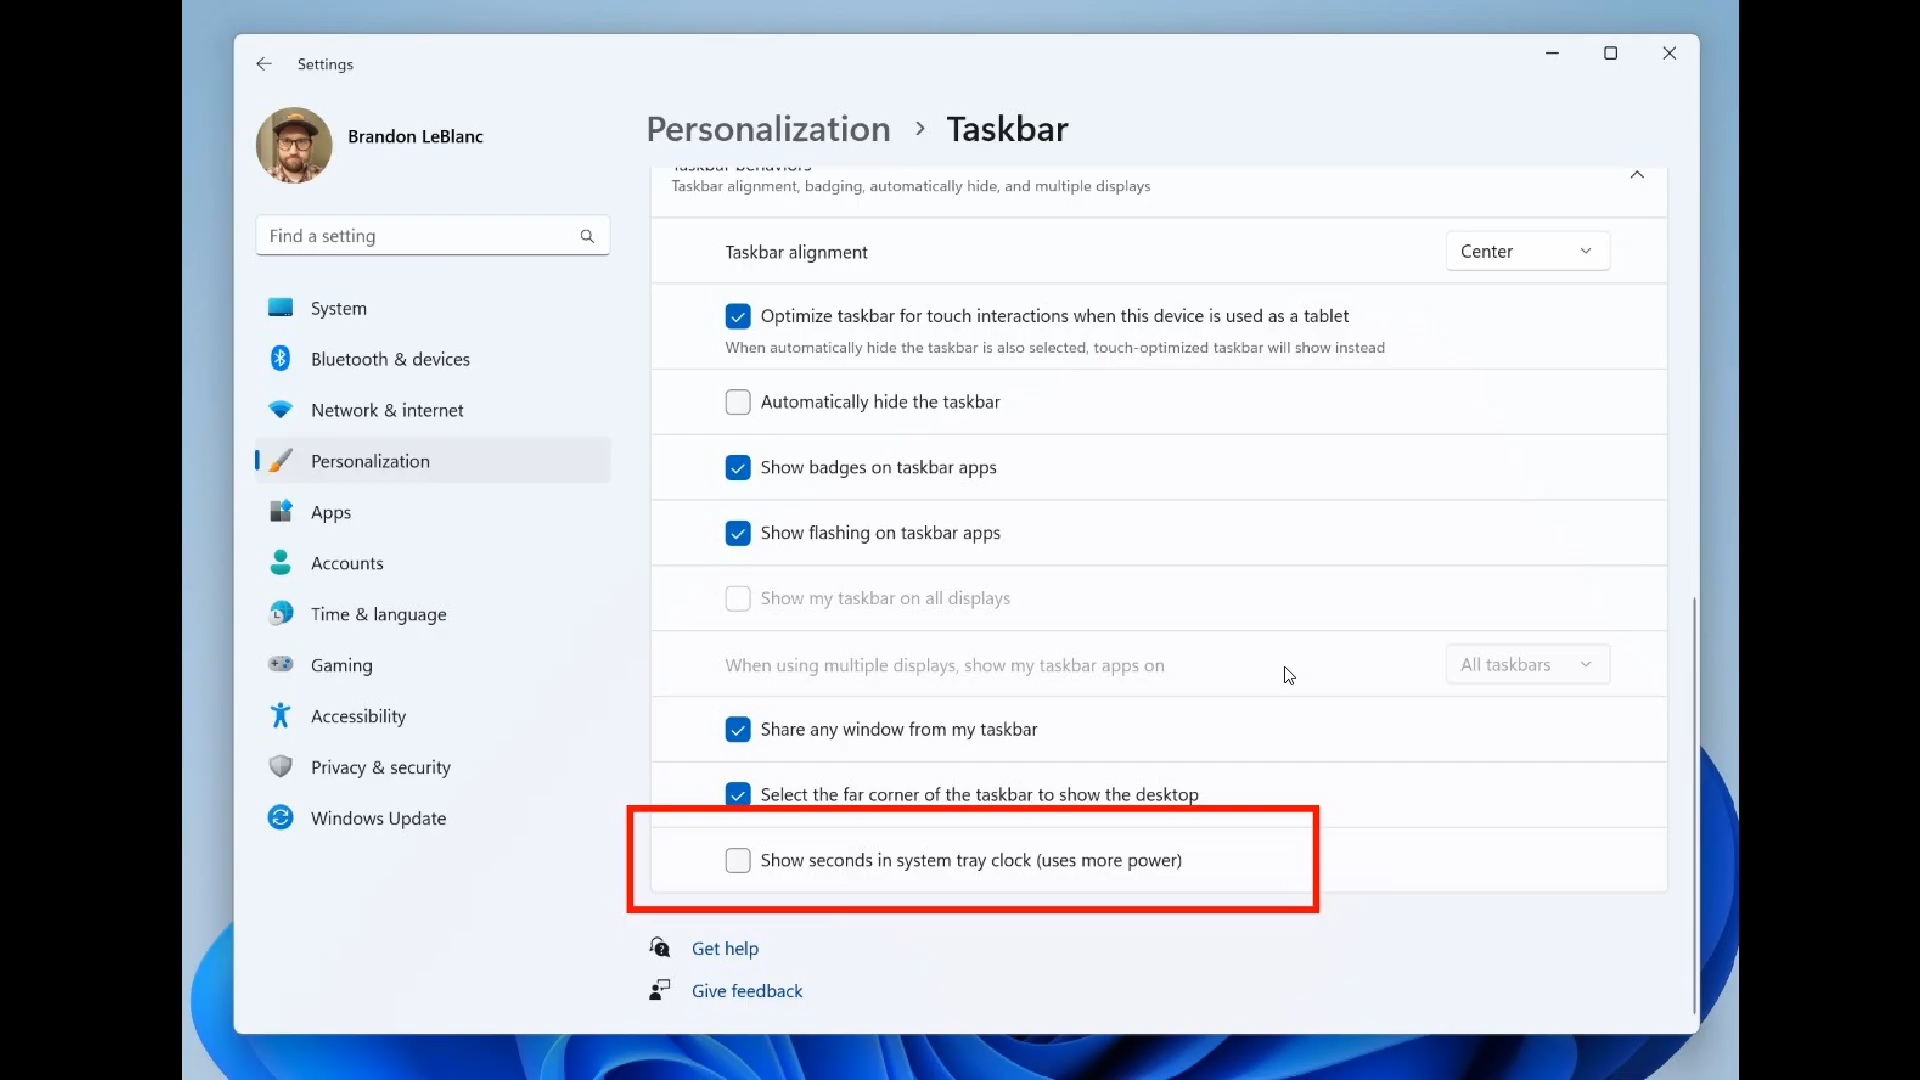 Settings
Brandon LeBlanc
Find a setting
System
Bluetooth & devices
Network & internet
Personalization
Apps
Accounts
Time & language
Gaming
Accessibility
Privacy & security
Windows Update
Personalization > Taskbar
Taskbar behaviors
Taskbar alignment, badging, automatically hide, and multiple displays
Taskbar alignment
Center
Optimize taskbar for touch interactions when this device is used as a tablet
When automatically hide the taskbar is also selected, touch-optimized taskbar will show instead
Automatically hide the taskbar
Show badges on taskbar apps
Show flashing on taskbar apps
Show my taskbar on all displays
When using multiple displays, show my taskbar apps on
All taskbars
Share any window from my taskbar
Select the far corner of the taskbar to show the desktop
Show seconds in system tray clock (uses more power)
Get help
Give feedback